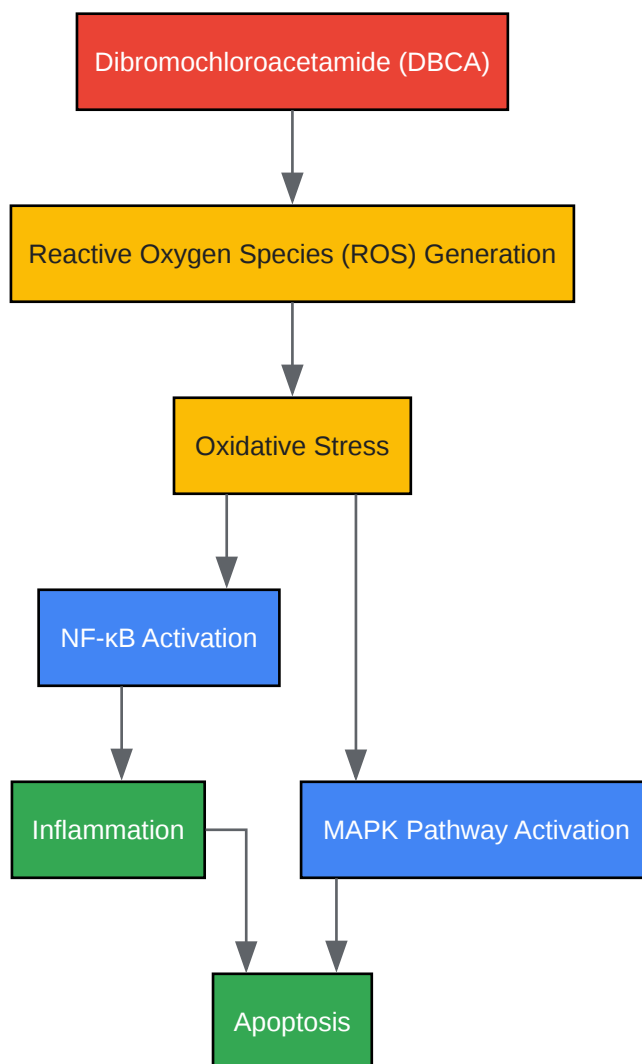 Dibromochloroacetamide (DBCA)
Reactive Oxygen Species (ROS) Generation
Oxidative Stress
NF-κB Activation
Inflammation
MAPK Pathway Activation
Apoptosis